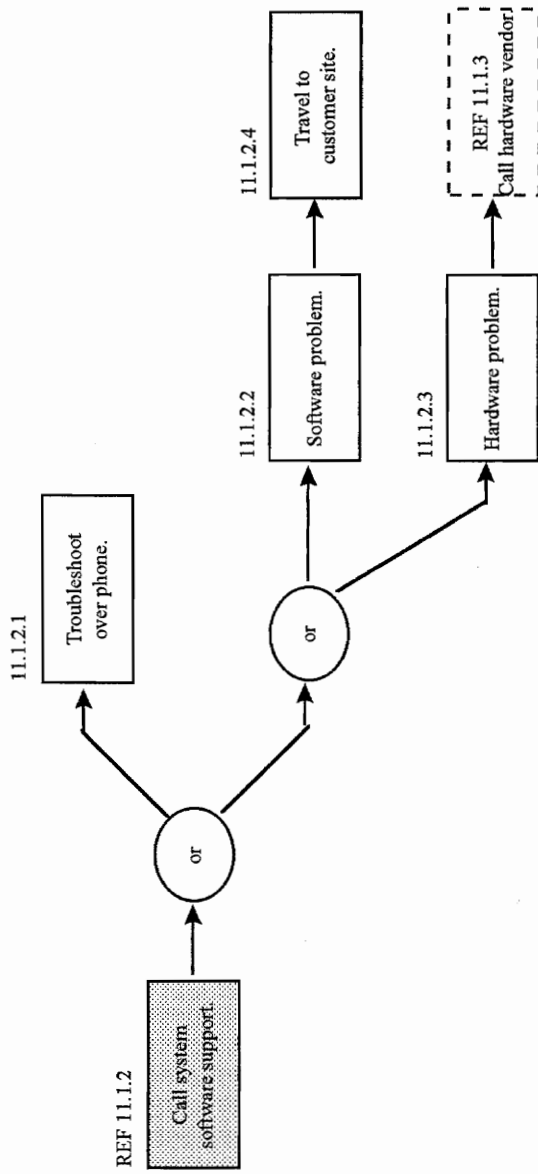 REF 11.1.2
Call system
software support.
or
11.1.2.1
Troubleshoot
over phone.
or
11.1.2.2
Software problem.
11.1.2.4
Travel to
customer site.
11.1.2.3
Hardware problem.
REF 11.1.3
Call hardware vendor